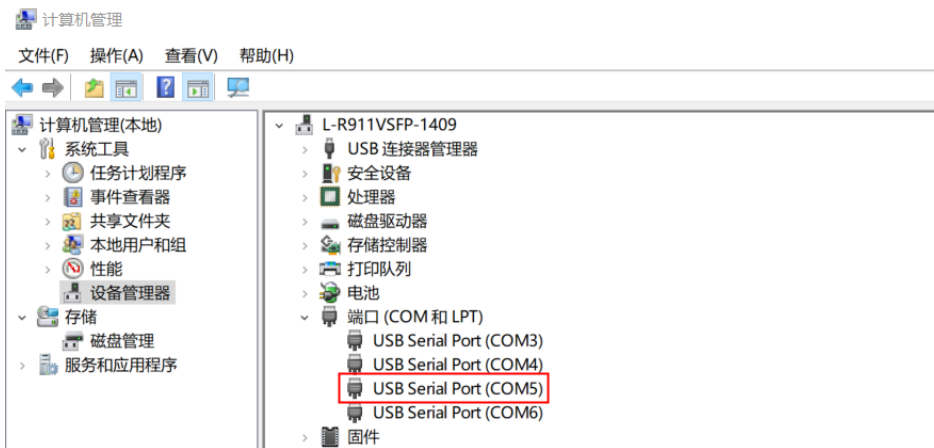 计算机管理
文件(F) 操作(A) 查看(V) 帮助(H)
计算机管理(本地)
系统工具
任务计划程序
事件查看器
共享文件夹
本地用户和组
性能
设备管理器
存储
磁盘管理
服务和应用程序
L-R911VSFP-1409
USB 连接器管理器
安全设备
处理器
磁盘驱动器
存储控制器
打印队列
电池
端口 (COM 和 LPT)
USB Serial Port (COM3)
USB Serial Port (COM4)
USB Serial Port (COM5)
USB Serial Port (COM6)
固件